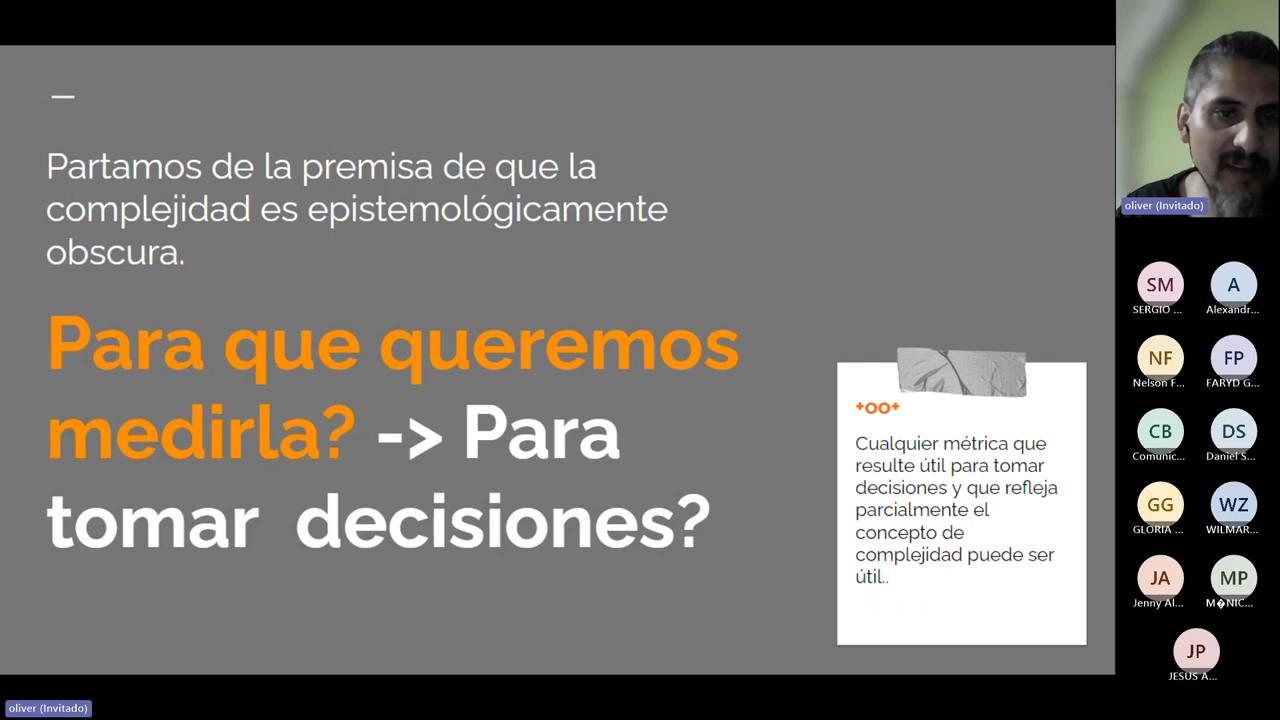 —
Partamos de la premisa de que la
complejidad es epistemológicamente
obscura.
Para que queremos
medirla? -> Para
tomar decisiones?
+OO+
Cualquier métrica que
resulte útil para tomar
decisiones y que refleja
parcialmente el
concepto de
complejidad puede ser
útil..
oliver (Invitado)
SM
SERGIO ...
A
Alexandr...
NF
Nelson F...
FP
FARYD G...
CB
Comunic...
DS
Daniel S...
GG
GLORIA ...
WZ
WILMAR...
JA
Jenny Al...
MP
M�NIC...
JP
JESÚS A...
oliver (Invitado)